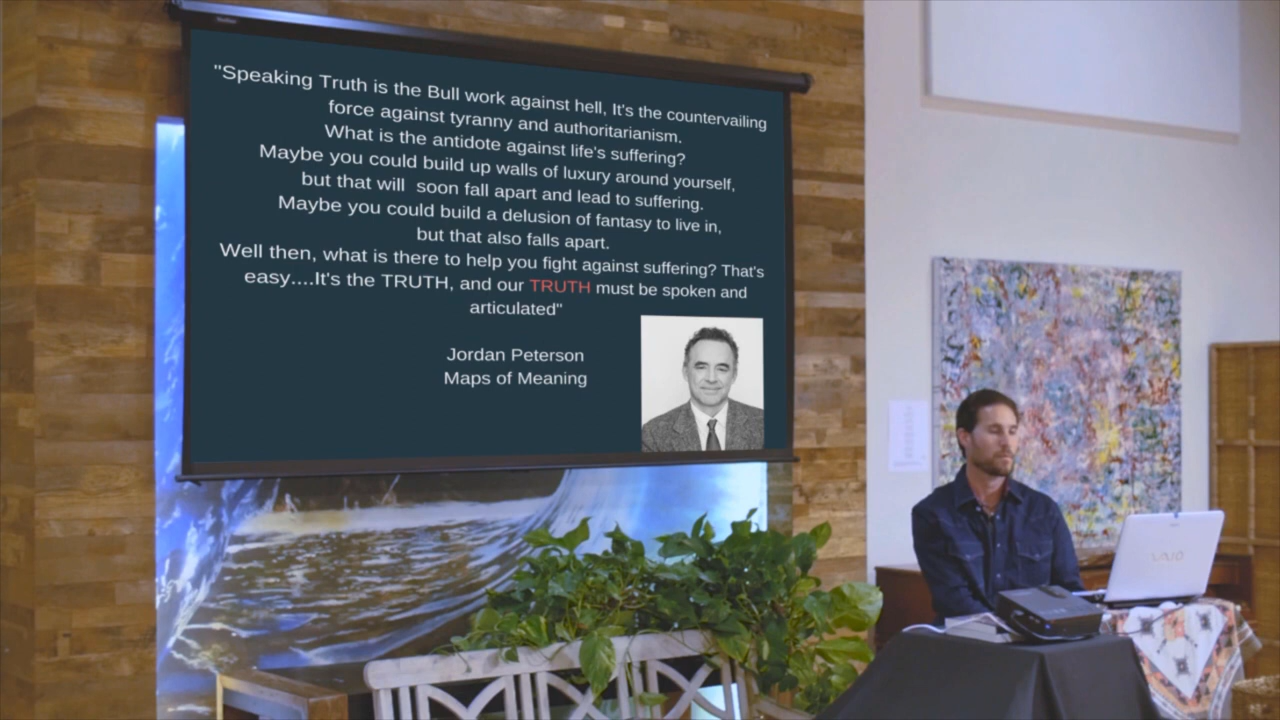 "Speaking Truth is the Bull work against hell, It's the countervailing
force against tyranny and authoritarianism.
What is the antidote against life's suffering?
Maybe you could build up walls of luxury around yourself,
but that will  soon fall apart and lead to suffering.
Maybe you could build a delusion of fantasy to live in,
but that also falls apart.
Well then, what is there to help you fight against suffering? That's
easy....It's the TRUTH, and our TRUTH must be spoken and
articulated"
Jordan Peterson
Maps of Meaning
VAIO